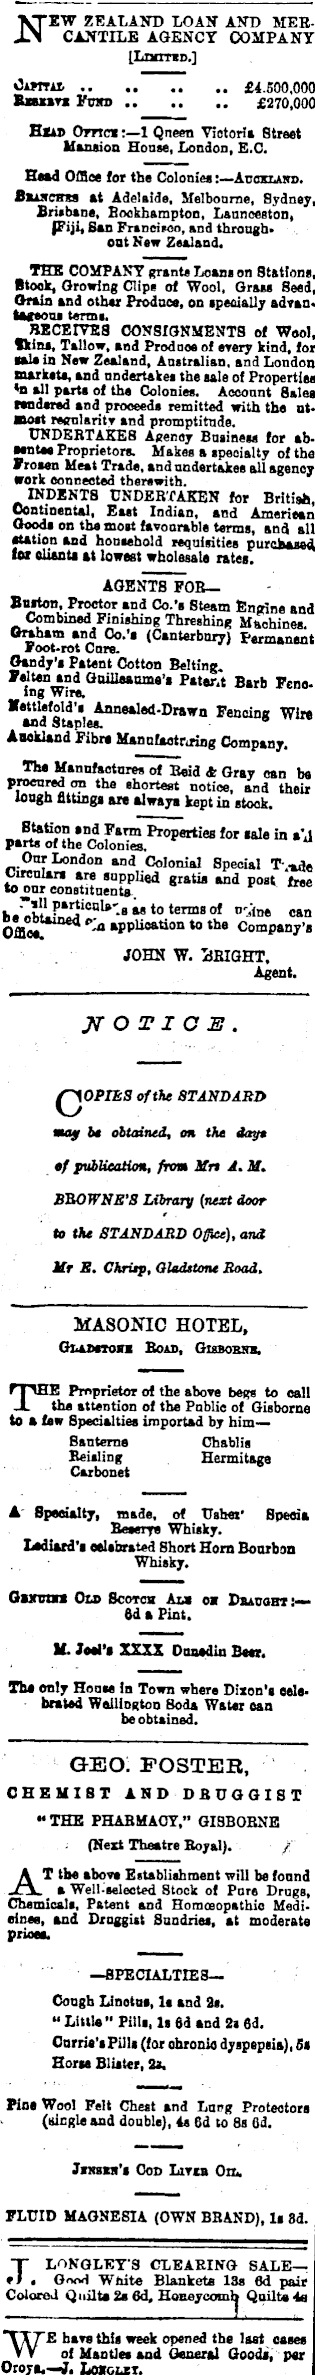 NEW ZEALAND LOAN AND MER-
CANTILE AGENCY COMPANY
[LIMITED.]
CAPITAL .. .. .. .. £4,500,000
RESERVE FUND .. .. .. £270,000
HEAD OFFICE:—1 Queen Victoria Street
Mansion House, London, E.C.
Head Office for the Colonies:—AUCKLAND.
BRANCHES at Adelaide, Melbourne, Sydney,
Brisbane, Rockhampton, Launceston,
Fiji, San Francisco, and through-
out New Zealand.
THE COMPANY grants Loans on Stations,
Stock, Growing Clips of Wool, Grass Seed,
Grain and other Produce, on specially advan-
tageous terms.
RECEIVES CONSIGNMENTS of Wool,
Skins, Tallow, and Produce of every kind, for
sale in New Zealand, Australian, and London
markets, and undertakes the sale of Properties
in all parts of the Colonies. Account Sales
rendered and proceeds remitted with the ut-
most regularity and promptitude.
UNDERTAKES Agency Business for ab-
sentee Proprietors. Makes a specialty of the
Frozen Meat Trade, and undertakes all agency
work connected therewith.
INDENTS UNDERTAKEN for British,
Continental, East Indian, and American
Goods on the most favourable terms, and all
station and household requisities purchased
for clients at lowest wholesale rates.
AGENTS FOR—
Burton, Proctor and Co.'s Steam Engine and
Combined Finishing Threshing Machines.
Graham and Co.'s (Canterbury) Permanent
Foot-rot Cure.
Gandy's Patent Cotton Belting.
Felten and Guilleaume's Patent Barb Fenc-
ing Wire.
Nettlefold's Annealed-Drawn Fencing Wire
and Staples.
Auckland Fibre Manufacturing Company.
The Manufactures of Reid & Gray can be
procured on the shortest notice, and their
lough fittings are always kept in stock.
Station and Farm Properties for sale in all
parts of the Colonies.
Our London and Colonial Special Trade
Circulars are supplied gratis and post free
to our constituents.
Full particulars as to terms of can
be obtained on application to the Company's
Office.
JOHN W. BRIGHT,
Agent.
NOTICE.
COPIES of the STANDARD
may be obtained, on the days
of publication, from Mrs A. M.
BROWNE'S Library (next door
to the STANDARD Office), and
Mr E. Chrisp, Gladstone Road.
MASONIC HOTEL,
GLADSTONE ROAD, GISBORNE.
THE Proprietor of the above begs to call
the attention of the Public of Gisborne
to a few Specialties importad by him—
Sauterne Chablis
Reisling Hermitage
Carbonet
A Specialty, made, of Usher' Specia
Reserve Whisky.
Lediard's celebrated Short Horn Bourbon
Whisky.
GENUINE OLD SCOTCH ALE ON DRAUGHT:—
6d a Pint.
M. Joel's XXXX Dunedin Beer.
The only House in Town where Dixon's cele-
brated Wellington Soda Water can
be obtained.
GEO. FOSTER,
CHEMIST AND DRUGGIST
"THE PHARMACY," GISBORNE
(Next Theatre Royal).
AT the above Establishment will be found
a Well-selected Stock of Pure Drugs,
Chemicals, Patent and Homœopathic Medi-
cines, and Druggist Sundries, at moderate
prices.
—SPECIALTIES—
Cough Linctus, 1s and 2s.
"Little" Pills, 1s 6d and 2s 6d.
Currie's Pills (for chronic dyspepsia), 5s
Horse Blister, 2s.
Pine Wool Felt Chest and Lung Protectors
(single and double), 4s 6d to 8s 6d.
JENSEN'S COD LIVER OIL.
FLUID MAGNESIA (OWN BRAND), 1s 3d.
J. LONGLEY'S CLEARING SALE—
Good White Blankets 13s 6d pair
Colored Quilts 2s 6d, Honeycomb Quilts 4s
WE have this week opened the last cases
of Mantles and General Goods, per
Oroya.—J. LONGLEY.